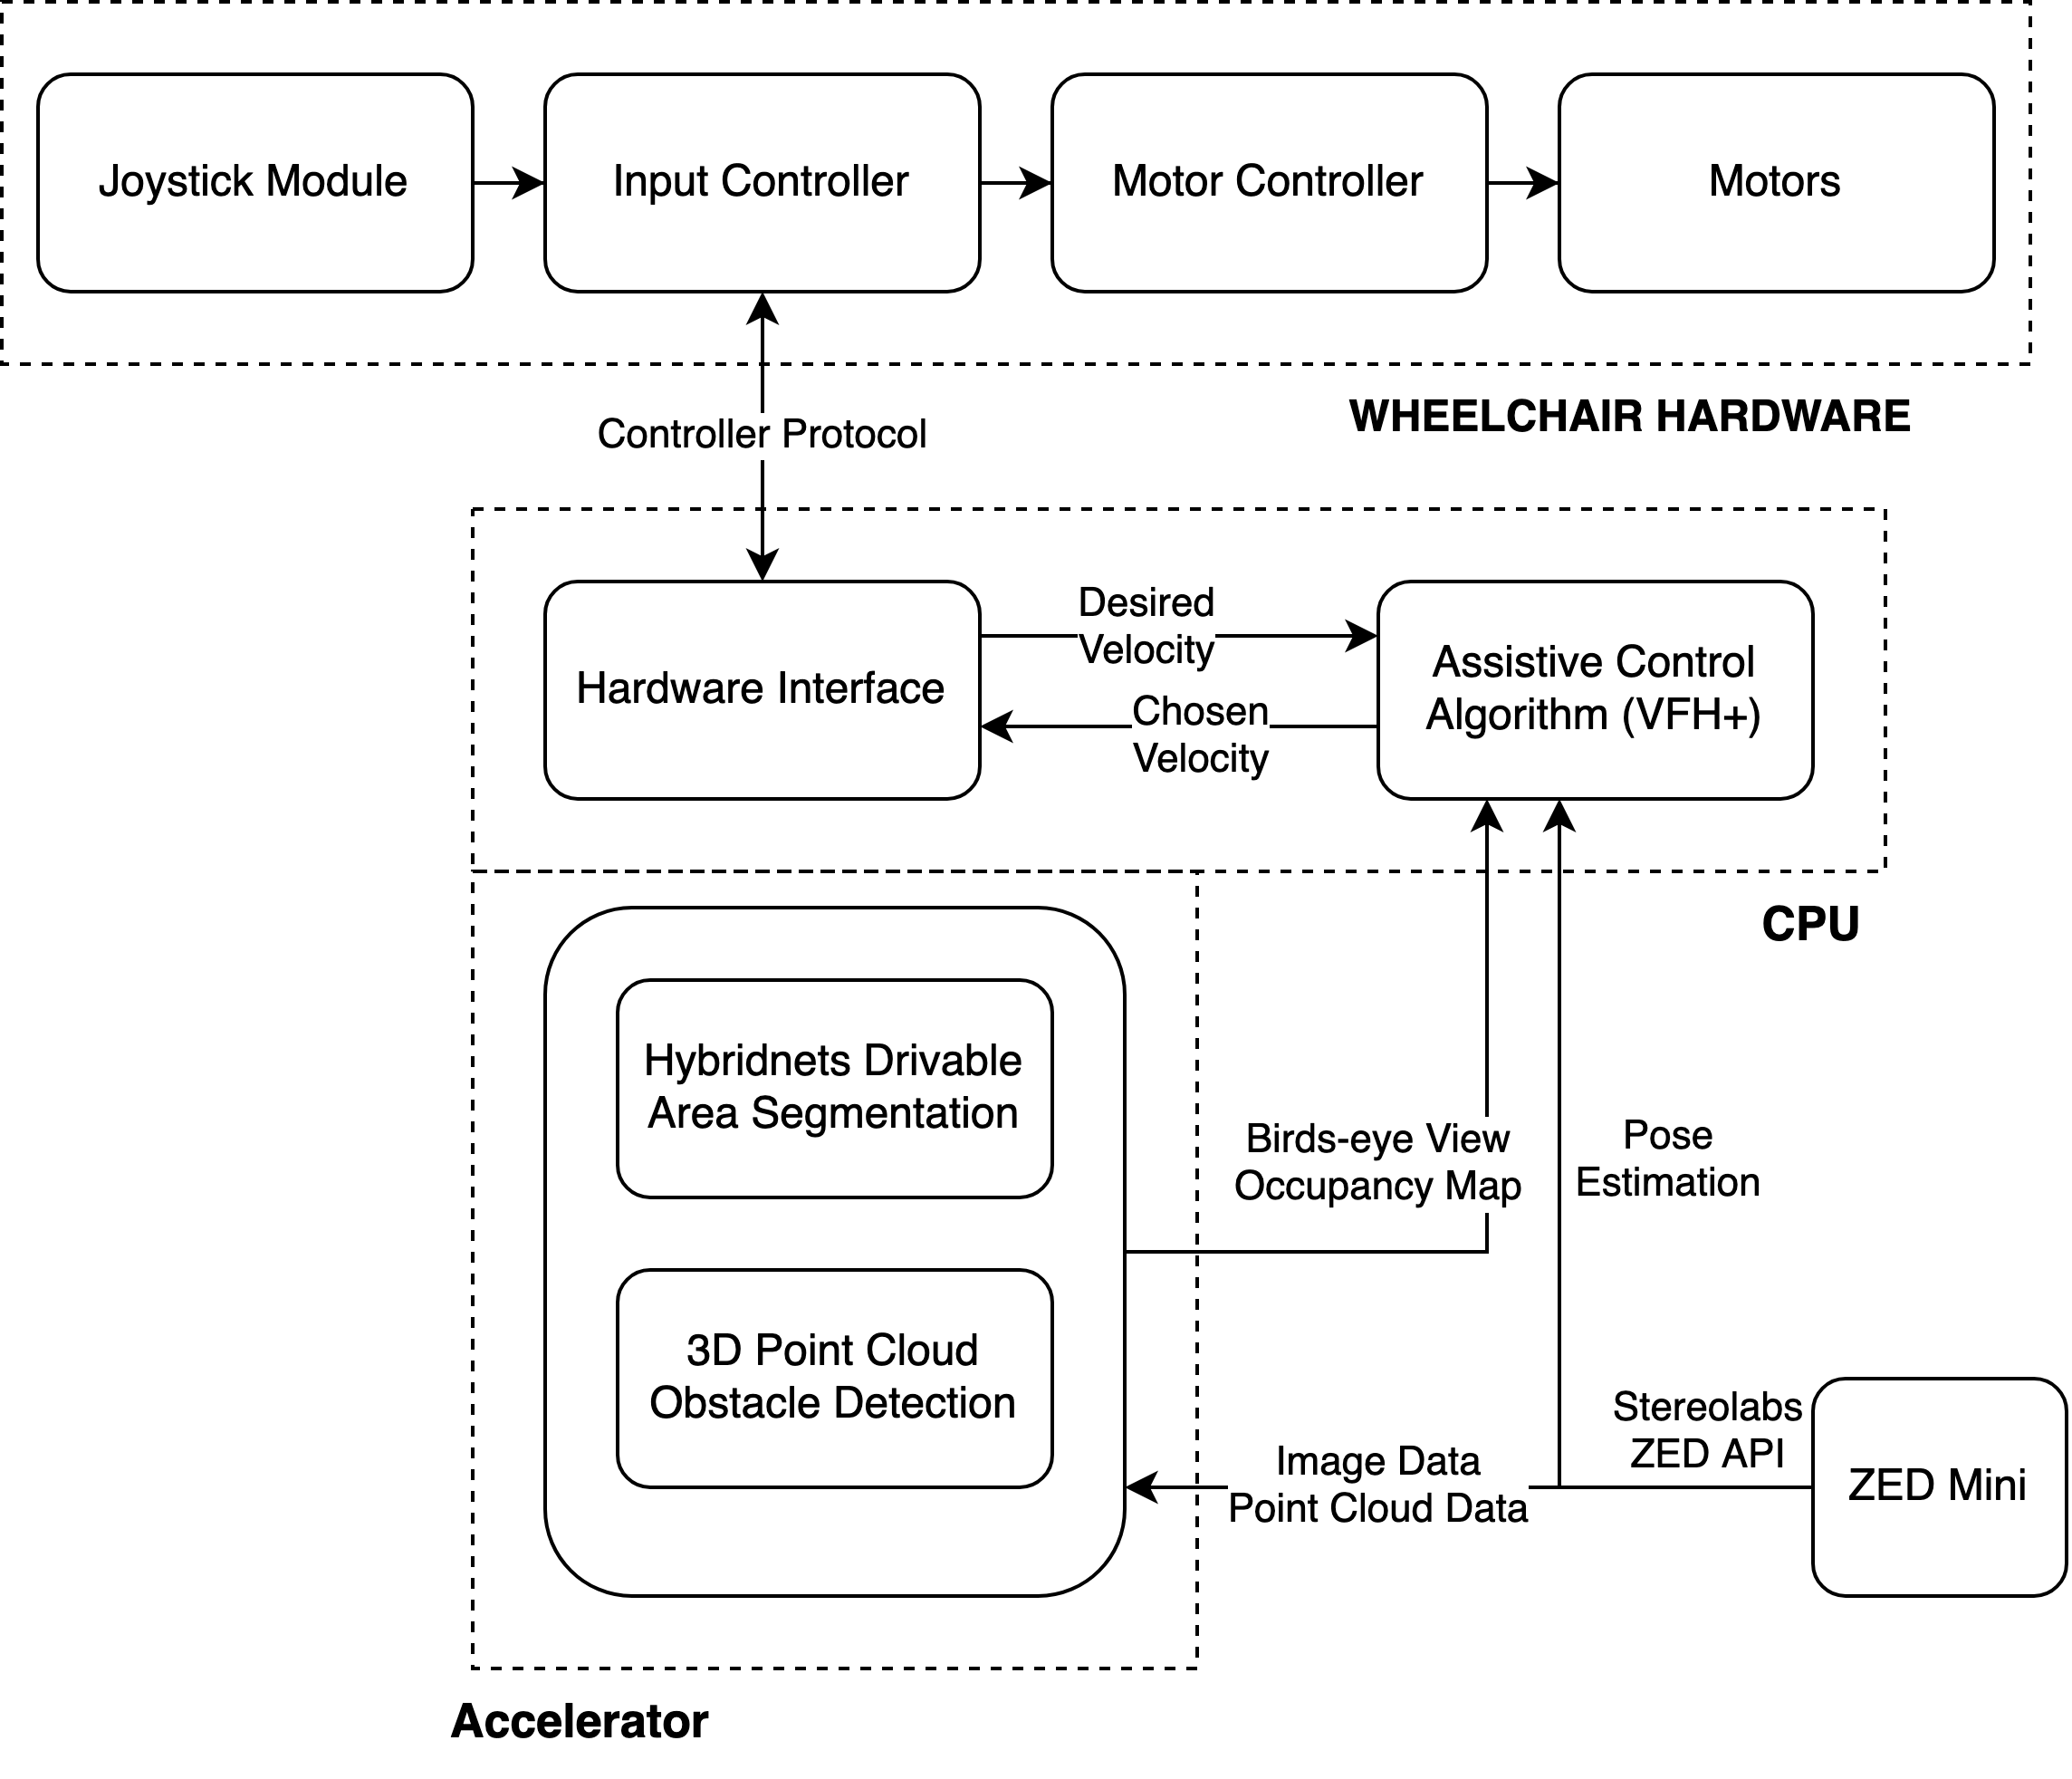 Joystick Module
Input Controller
Motor Controller
Motors
WHEELCHAIR HARDWARE
Controller Protocol
Hardware Interface
Desired
Velocity
Chosen
Velocity
Assistive Control
Algorithm (VFH+)
CPU
Hybridnets Drivable
Area Segmentation
3D Point Cloud
Obstacle Detection
Birds-eye View
Occupancy Map
Pose
Estimation
Image Data
Point Cloud Data
Stereolabs
ZED API
ZED Mini
Accelerator